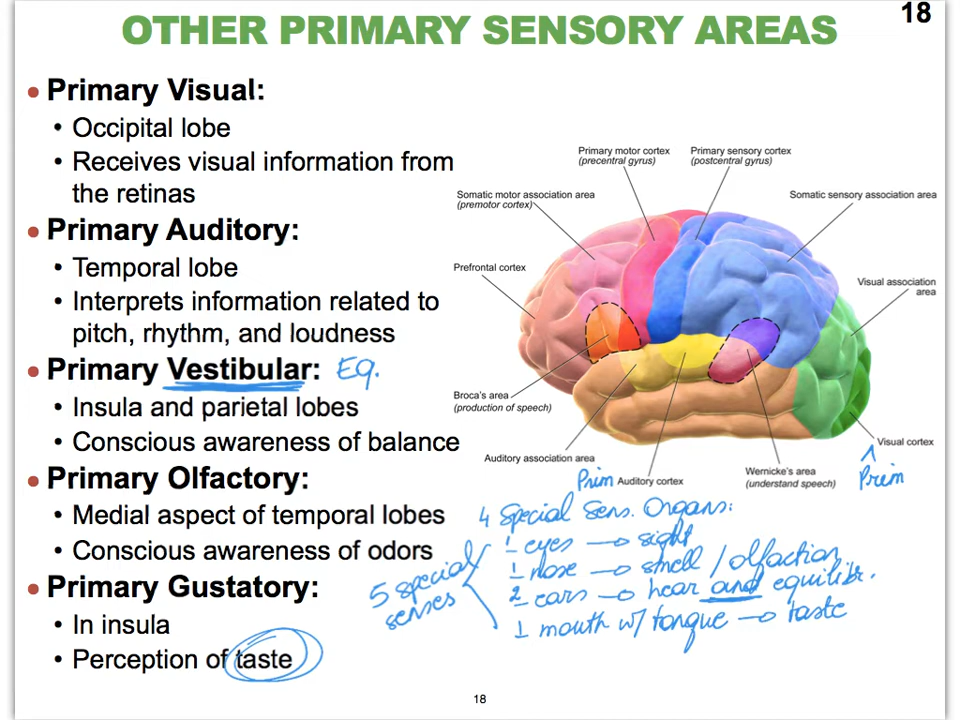 18
OTHER PRIMARY SENSORY AREAS
• Primary Visual:
• Occipital lobe
• Receives visual information from
the retinas
• Primary Auditory:
• Temporal lobe
• Interprets information related to
pitch, rhythm, and loudness
• Primary Vestibular: EQ.
• Insula and parietal lobes
• Conscious awareness of balance
• Primary Olfactory:
• Medial aspect of temporal lobes
• Conscious awareness of odors
• Primary Gustatory:
• In insula
• Perception of taste
Primary motor cortex
(precentral gyrus)
Primary sensory cortex
(postcentral gyrus)
Somatic motor association area
(premotor cortex)
Somatic sensory association area
Prefrontal cortex
Visual association
area
Broca's area
(production of speech)
Visual cortex
^
Prim
Auditory association area
Prim Auditory cortex
Wernicke's area
(understand speech)
4 Special Sens. Organs:
1 eyes → sight
1 nose → smell / olfaction
2 ears → hear and equilibr.
1 mouth w/ tongue → taste
5 special
senses
18